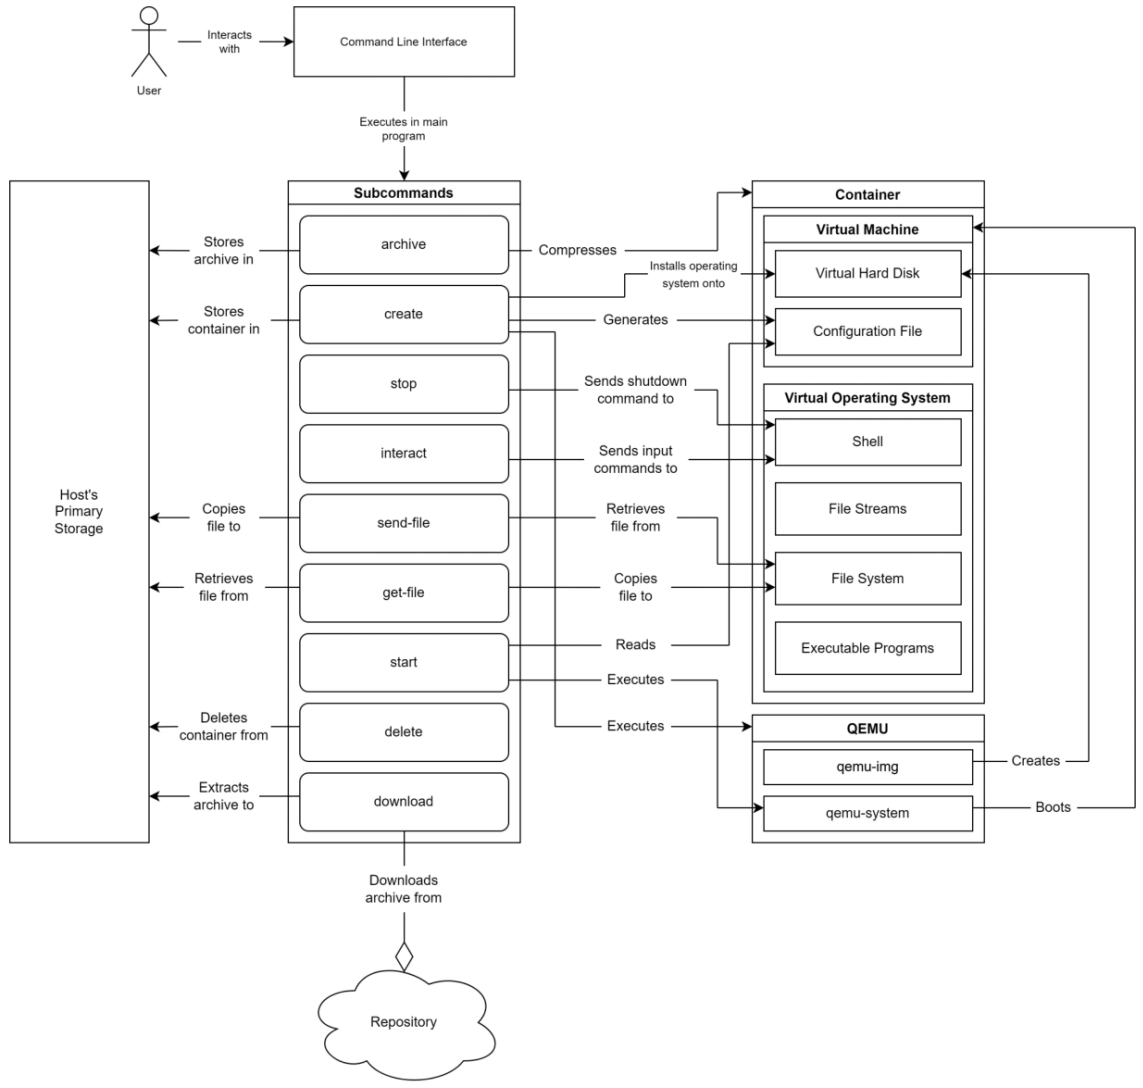 Interacts
with
Command Line Interface
User
Executes in main
program
Subcommands
Container
archive
Stores
archive in
Compresses
Virtual Machine
Installs operating
system onto
Virtual Hard Disk
create
Stores
container in
Generates
Configuration File
stop
Sends shutdown
command to
Virtual Operating System
Shell
interact
Sends input
commands to
Host's
Primary
Storage
Copies
file to
send-file
Retrieves
file from
File Streams
Retrieves
file from
get-file
Copies
file to
File System
start
Reads
Executes
Executable Programs
Deletes
container from
delete
Executes
QEMU
qemu-img
Creates
Extracts
archive to
download
qemu-system
Boots
Downloads
archive from
Repository